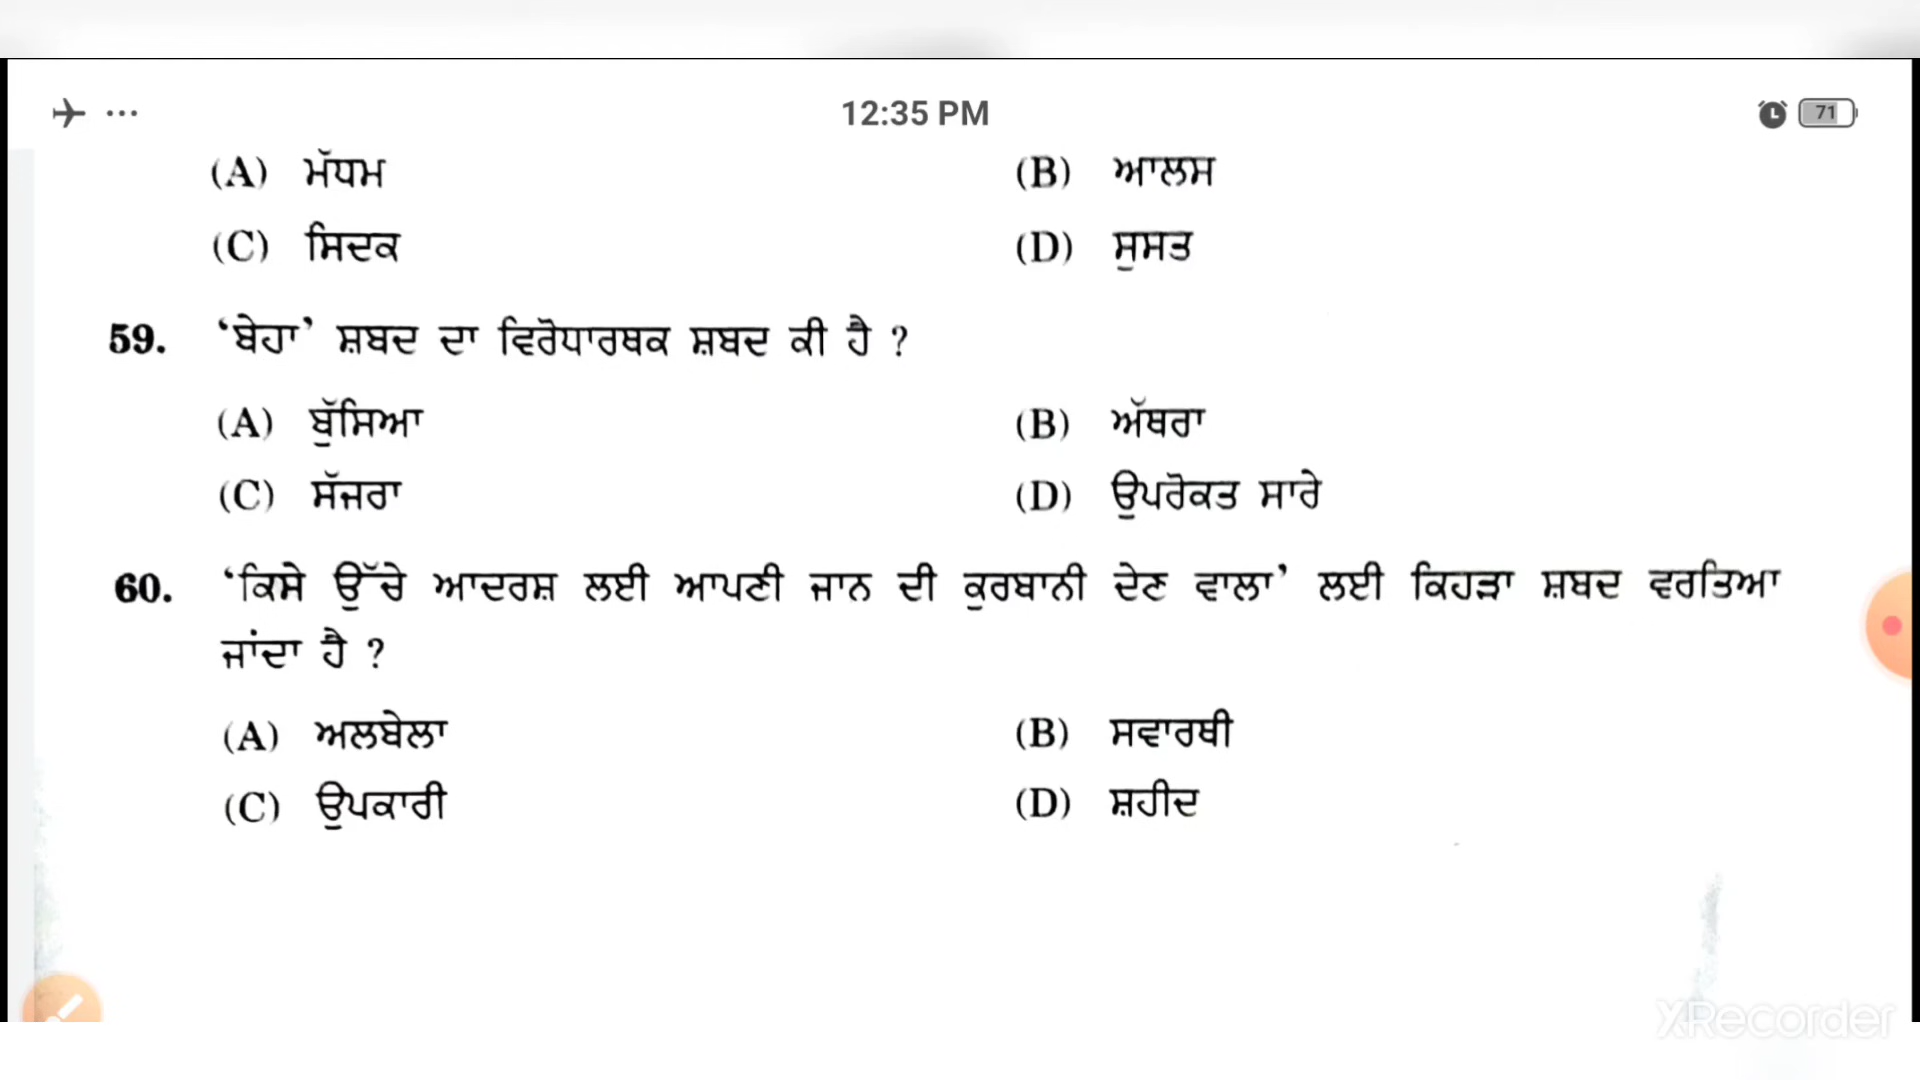 12:35 PM
71
(A) ਮੱਧਮ (B) ਆਲਸ
(C) ਸਿਦਕ (D) ਸੁਸਤ
59. ‘ਬੇਹਾ’ ਸ਼ਬਦ ਦਾ ਵਿਰੋਧਾਰਥਕ ਸ਼ਬਦ ਕੀ ਹੈ ?
(A) ਬੁੱਸਿਆ (B) ਅੱਥਰਾ
(C) ਸੱਜਰਾ (D) ਉਪਰੋਕਤ ਸਾਰੇ
60. ‘ਕਿਸੇ ਉੱਚੇ ਆਦਰਸ਼ ਲਈ ਆਪਣੀ ਜਾਨ ਦੀ ਕੁਰਬਾਨੀ ਦੇਣ ਵਾਲਾ’ ਲਈ ਕਿਹੜਾ ਸ਼ਬਦ ਵਰਤਿਆ
ਜਾਂਦਾ ਹੈ ?
(A) ਅਲਬੇਲਾ (B) ਸਵਾਰਥੀ
(C) ਉਪਕਾਰੀ (D) ਸ਼ਹੀਦ
XRecorder